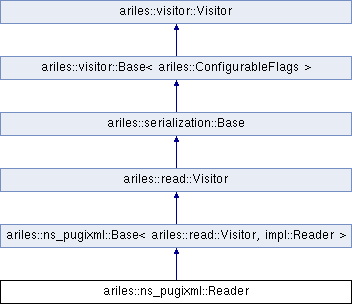 ariles::visitor::Visitor
ariles::visitor::Base< ariles::ConfigurableFlags >
ariles::serialization::Base
ariles::read::Visitor
ariles::ns_pugixml::Base< ariles::read::Visitor, impl::Reader >
ariles::ns_pugixml::Reader